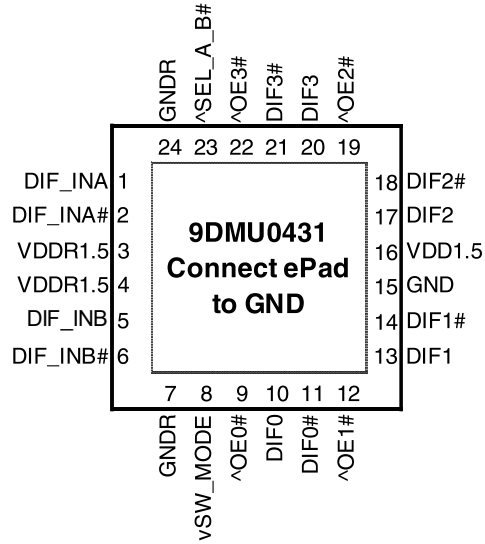 GNDR
^SEL_A_B#
^OE3#
DIF3#
DIF3
^OE2#
24 23 22 21 20 19
DIF_INA 1
DIF_INA# 2
VDDR1.5 3
VDDR1.5 4
DIF_INB 5
DIF_INB# 6
9DMU0431
Connect ePad
to GND
18 DIF2#
17 DIF2
16 VDD1.5
15 GND
14 DIF1#
13 DIF1
7 8 9 10 11 12
GNDR
vSW_MODE
^OE0#
DIF0
DIF0#
^OE1#